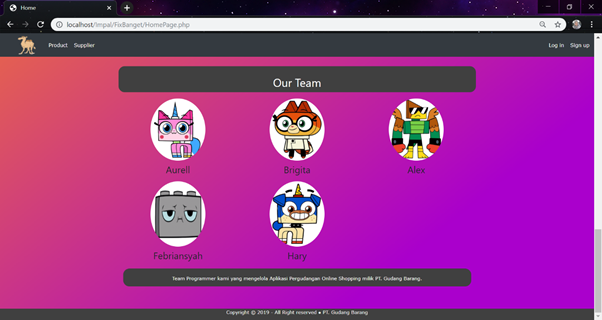 Home
localhost/Impal/FixBanget/HomePage.php
Product Supplier Log in Sign up
Our Team
Aurell Brigita Alex
Febriansyah Hary
Team Programmer kami yang mengelola Aplikasi Pergudangan Online Shopping milik PT. Gudang Barang.
Copyright © 2019 - All Right reserved ● PT. Gudang Barang